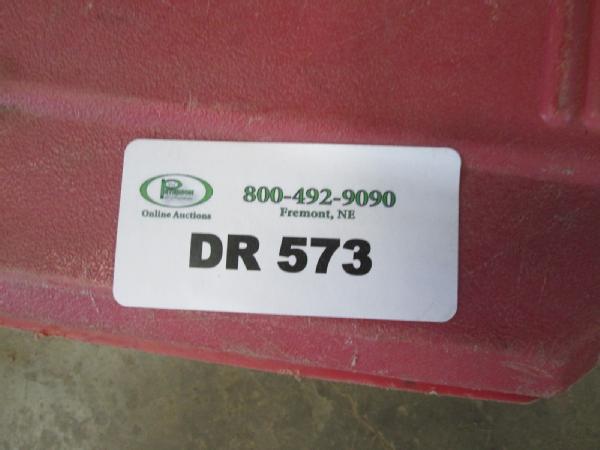 800-492-9090
Fremont, NE
Online Auctions
DR 573